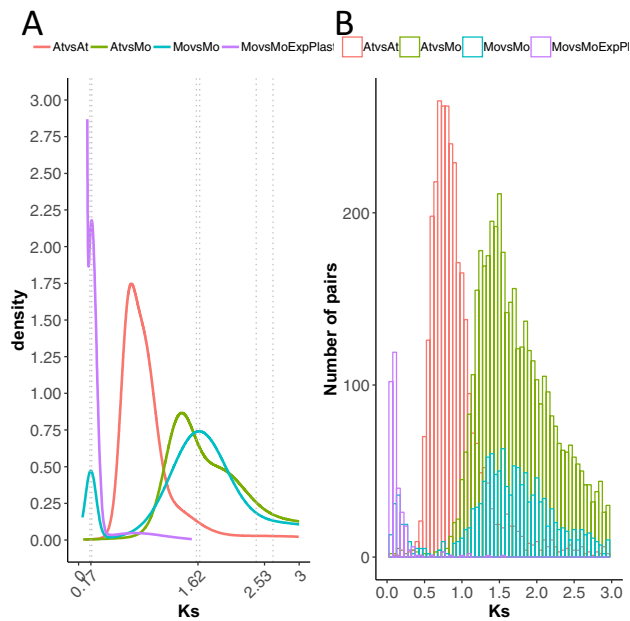 A
B
AtvsAt AtvsMo MovsMo MovsMoExpPlast
AtvsAt AtvsMo MovsMo MovsMoExpPl
3.00
2.75
2.50
2.25
2.00
1.75
1.50
1.25
1.00
0.75
0.50
0.25
0.00
density
0 0.17 1.62 2.53 3
Ks
200
100
0
Number of pairs
0.0 0.5 1.0 1.5 2.0 2.5 3.0
Ks